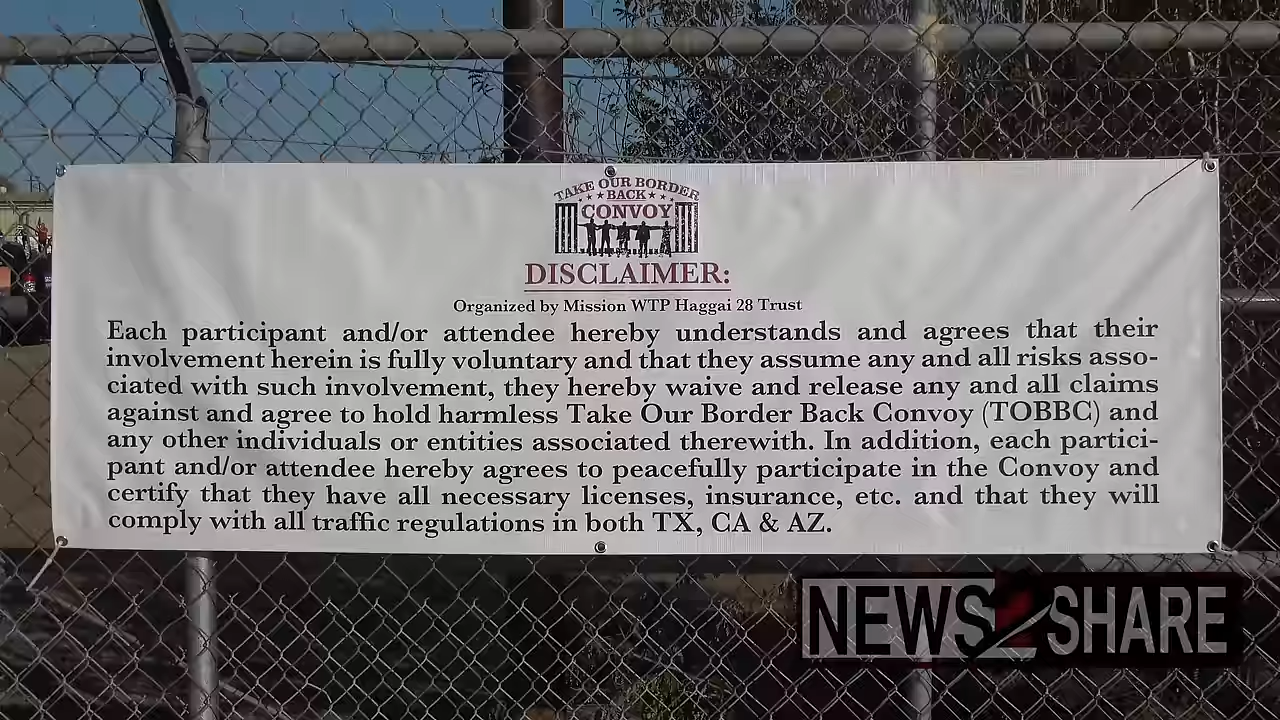 TAKE OUR BORDER
BACK
CONVOY
DISCLAIMER:
Organized by Mission WTP Haggai 28 Trust
Each participant and/or attendee hereby understands and agrees that their
involvement herein is fully voluntary and that they assume any and all risks asso-
ciated with such involvement, they hereby waive and release any and all claims
against and agree to hold harmless Take Our Border Back Convoy (TOBBC) and
any other individuals or entities associated therewith. In addition, each partici-
pant and/or attendee hereby agrees to peacefully participate in the Convoy and
certify that they have all necessary licenses, insurance, etc. and that they will
comply with all traffic regulations in both TX, CA & AZ.
NEWS2SHARE